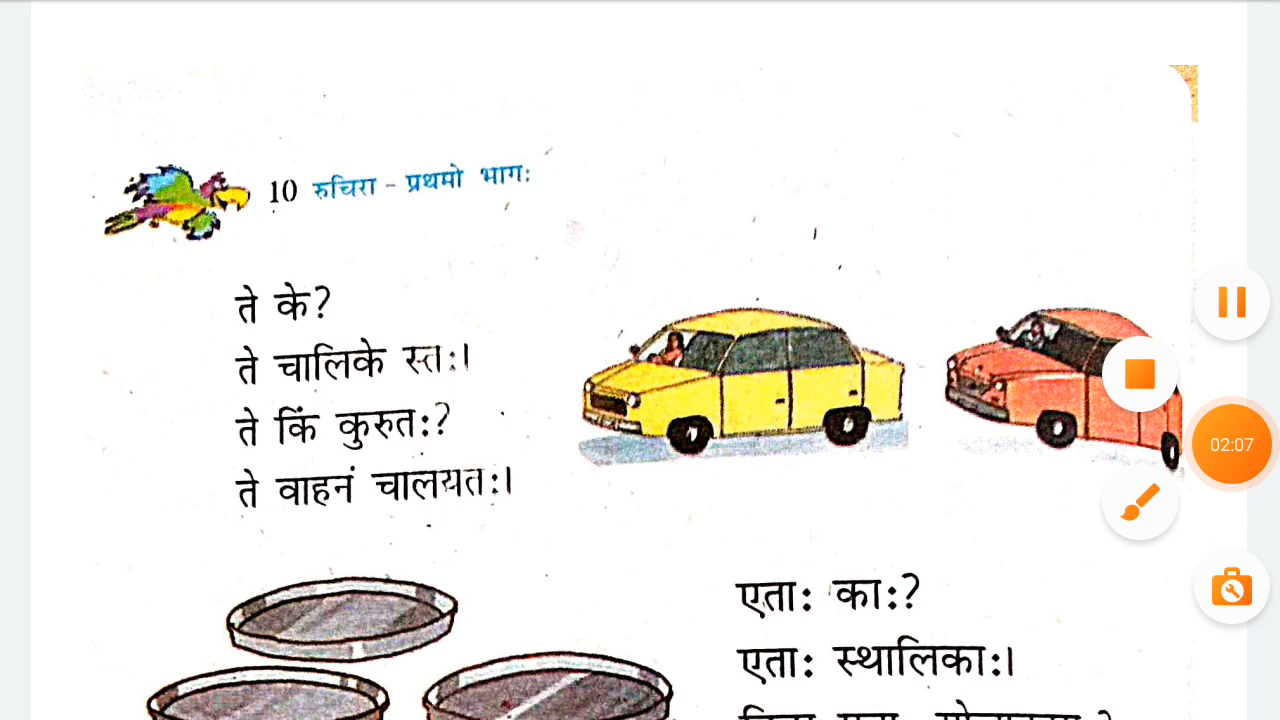 10 रुचिरा - प्रथमो भागः
ते के?
ते चालिके स्तः।
ते किं कुरुतः?
ते वाहनं चालयतः।
एताः काः?
एताः स्थालिकाः।
02:07